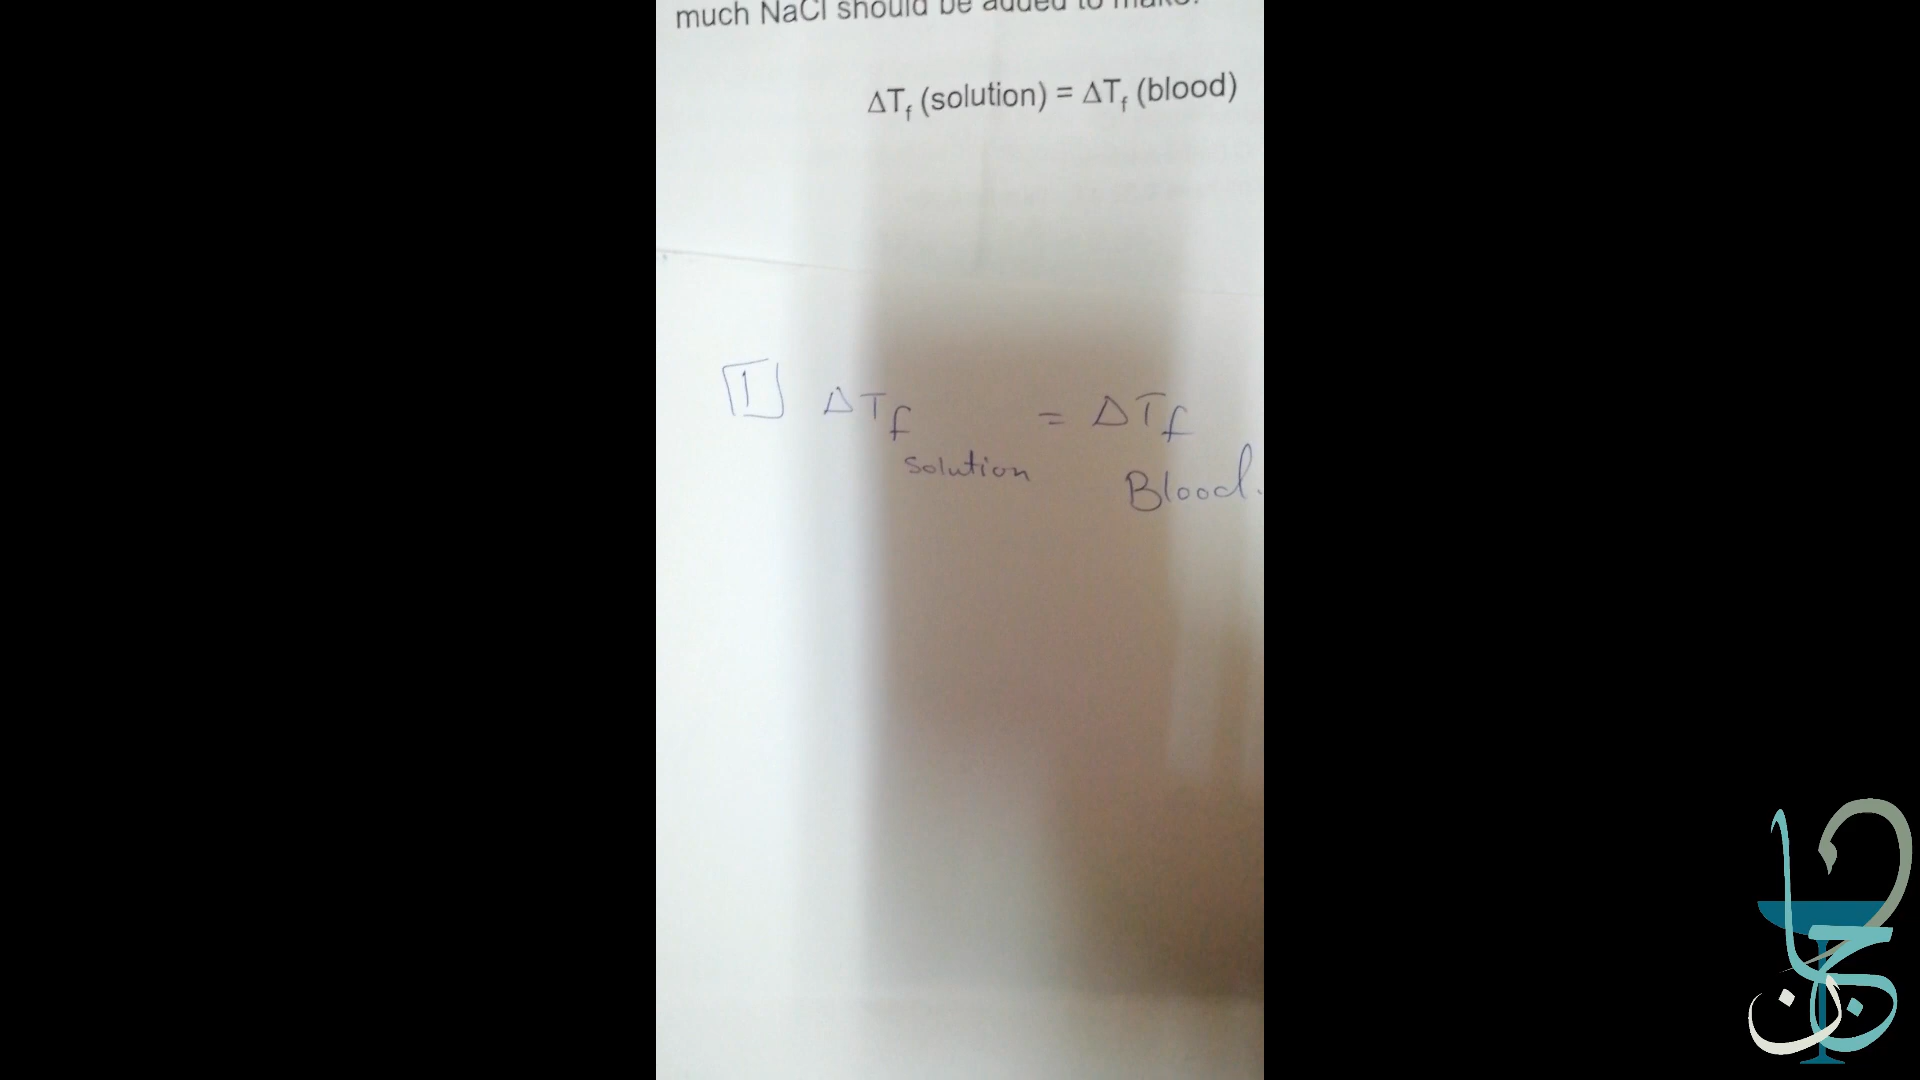 much NaCl should be added to make.
ΔTf (solution) = ΔTf (blood)
1 ΔTf solution = ΔTf Blood.